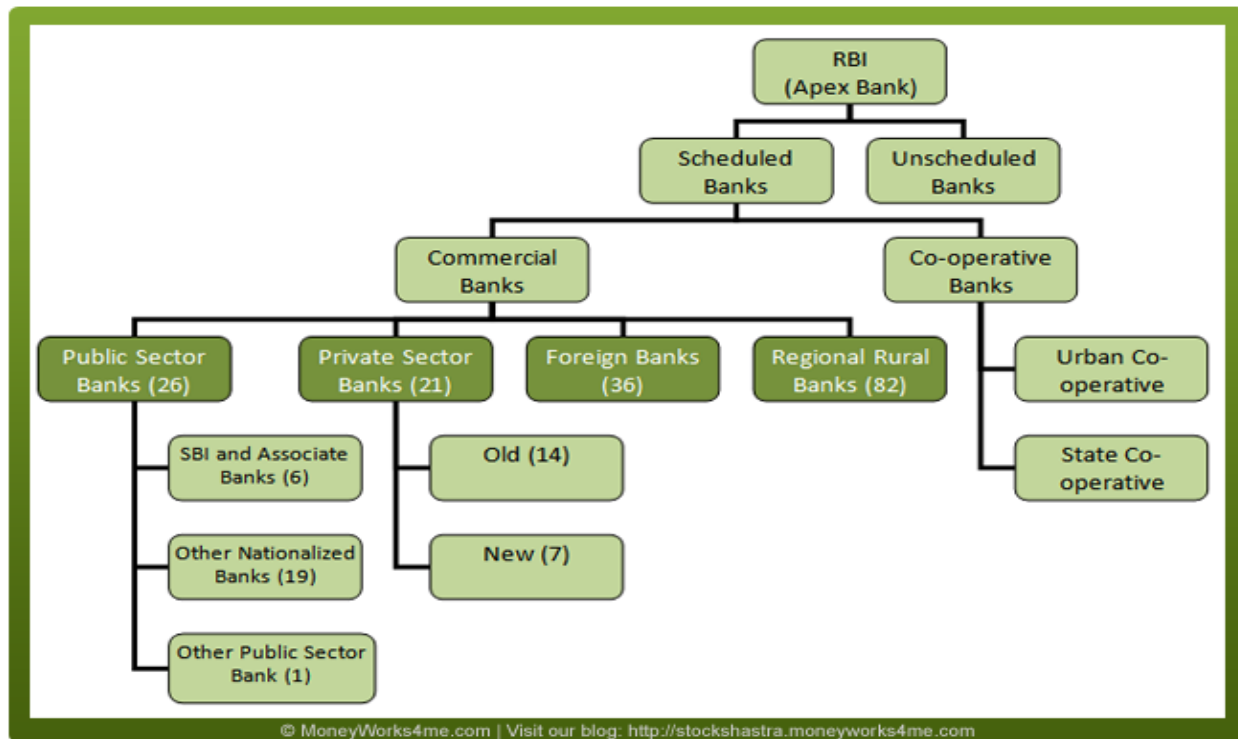 RBI
(Apex Bank)
Scheduled
Banks
Unscheduled
Banks
Commercial
Banks
Co-operative
Banks
Public Sector
Banks (26)
Private Sector
Banks (21)
Foreign Banks
(36)
Regional Rural
Banks (82)
Urban Co-
operative
SBI and Associate
Banks (6)
Old (14)
State Co-
operative
Other Nationalized
Banks (19)
New (7)
Other Public Sector
Bank (1)
© MoneyWorks4me.com | Visit our blog: http://stockshastra.moneyworks4me.com